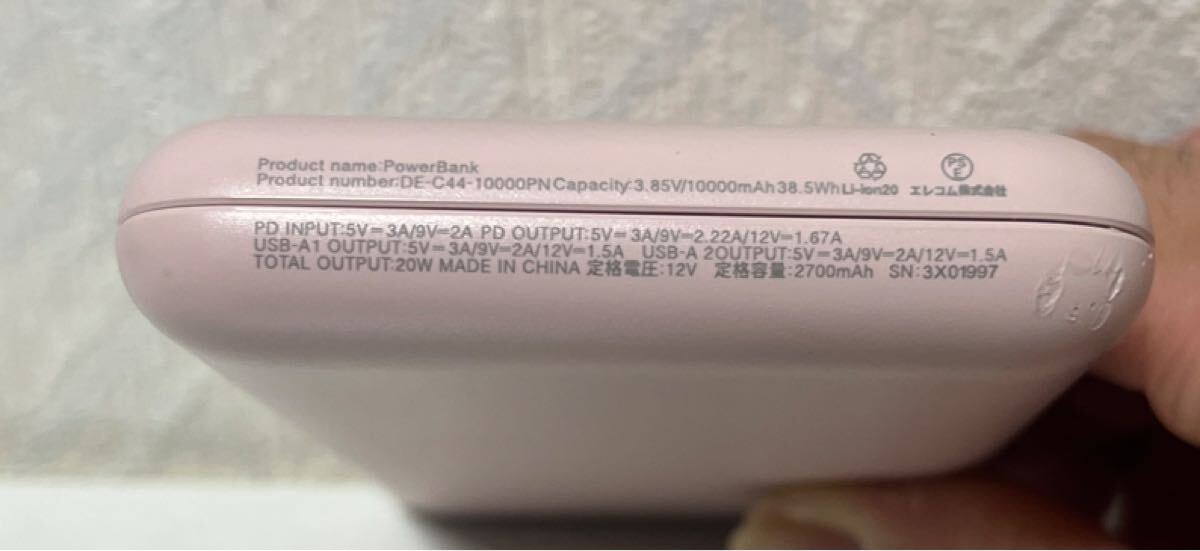 Product name:PowerBank
Product number:DE-C44-10000PN Capacity:3.85V/10000mAh 38.5Wh Li-ion20 PSE エレコム株式会社
PD INPUT:5V=3A/9V=2A PD OUTPUT:5V=3A/9V=2.22A/12V=1.67A
USB-A1 OUTPUT:5V=3A/9V=2A/12V=1.5A USB-A 2OUTPUT:5V=3A/9V=2A/12V=1.5A
TOTAL OUTPUT:20W MADE IN CHINA 定格電圧:12V 定格容量:2700mAh SN:3X01997